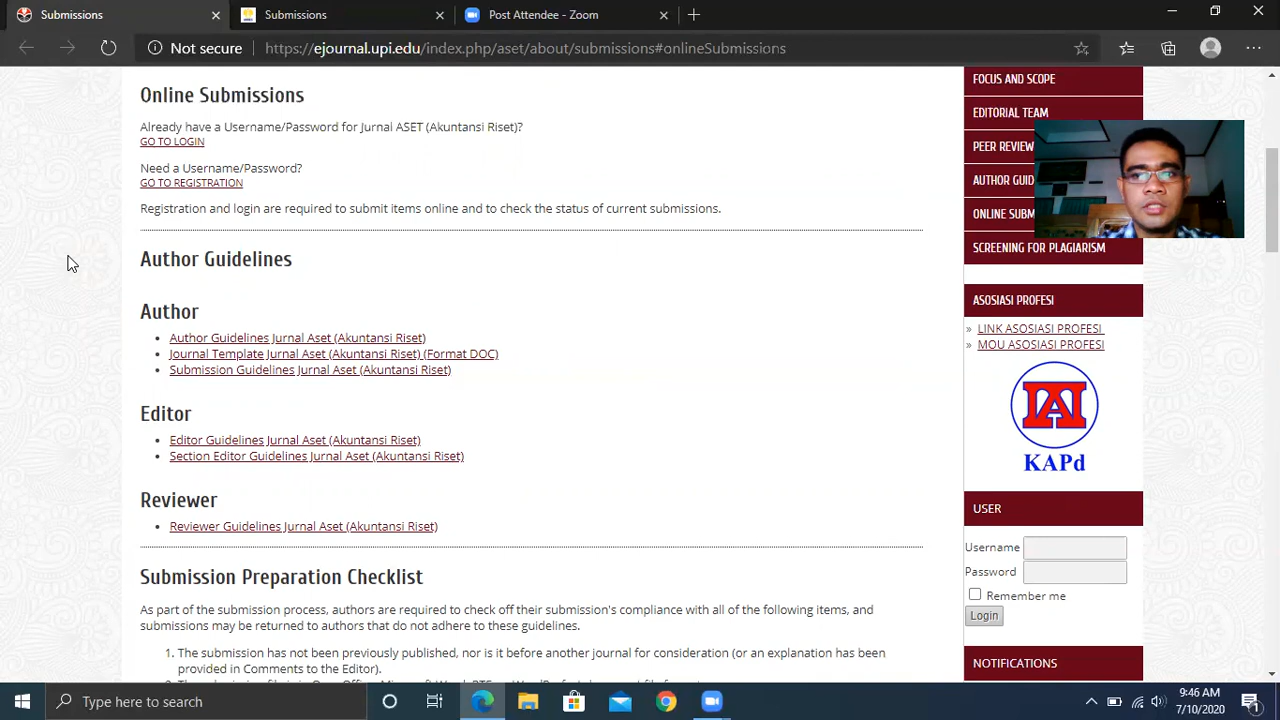 Submissions
Submissions
Post Attendee - Zoom
Not secure
https://ejournal.upi.edu/index.php/aset/about/submissions#onlineSubmissions
Online Submissions
Already have a Username/Password for Jurnal ASET (Akuntansi Riset)?
GO TO LOGIN
Need a Username/Password?
GO TO REGISTRATION
Registration and login are required to submit items online and to check the status of current submissions.
Author Guidelines
Author
• Author Guidelines Jurnal Aset (Akuntansi Riset)
• Journal Template Jurnal Aset (Akuntansi Riset) (Format DOC)
• Submission Guidelines Jurnal Aset (Akuntansi Riset)
Editor
• Editor Guidelines Jurnal Aset (Akuntansi Riset)
• Section Editor Guidelines Jurnal Aset (Akuntansi Riset)
Reviewer
• Reviewer Guidelines Jurnal Aset (Akuntansi Riset)
Submission Preparation Checklist
As part of the submission process, authors are required to check off their submission's compliance with all of the following items, and
submissions may be returned to authors that do not adhere to these guidelines.
1. The submission has not been previously published, nor is it before another journal for consideration (or an explanation has been
provided in Comments to the Editor).
FOCUS AND SCOPE
EDITORIAL TEAM
PEER REVIEW
AUTHOR GUID
ONLINE SUBM
SCREENING FOR PLAGIARISM
ASOSIASI PROFESI
» LINK ASOSIASI PROFESI
» MOU ASOSIASI PROFESI
IAI
KAPd
USER
Username
Password
Remember me
Login
NOTIFICATIONS
Type here to search
9:46 AM
7/10/2020
1